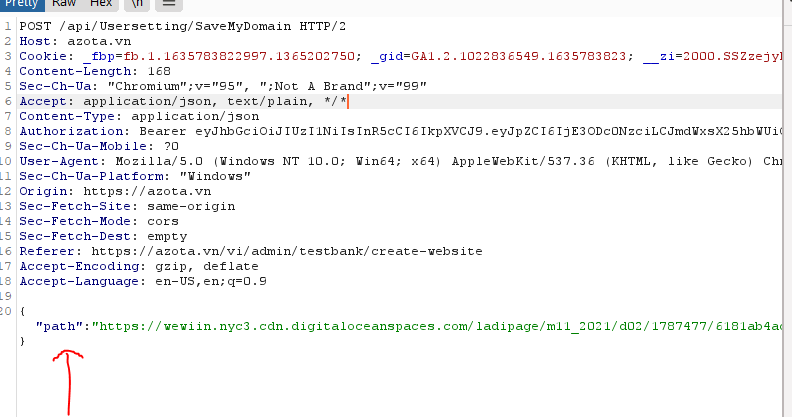 Pretty Raw Hex \n
1 POST /api/Usersetting/SaveMyDomain HTTP/2
2 Host: azota.vn
3 Cookie: _fbp=fb.1.1635783822997.1365202750; _gid=GA1.2.1022836549.1635783823; __zi=2000.SSZzejyD
4 Content-Length: 168
5 Sec-Ch-Ua: "Chromium";v="95", ";Not A Brand";v="99"
6 Accept: application/json, text/plain, */*
7 Content-Type: application/json
8 Authorization: Bearer eyJhbGciOiJIUzI1NiIsInR5cCI6IkpXVCJ9.eyJpZCI6IjE3ODc0NzciLCJmdWxsX25hbWUiO
9 Sec-Ch-Ua-Mobile: ?0
10 User-Agent: Mozilla/5.0 (Windows NT 10.0; Win64; x64) AppleWebKit/537.36 (KHTML, like Gecko) Chr
11 Sec-Ch-Ua-Platform: "Windows"
12 Origin: https://azota.vn
13 Sec-Fetch-Site: same-origin
14 Sec-Fetch-Mode: cors
15 Sec-Fetch-Dest: empty
16 Referer: https://azota.vn/vi/admin/testbank/create-website
17 Accept-Encoding: gzip, deflate
18 Accept-Language: en-US,en;q=0.9
19
20 {
"path":"https://wewiin.nyc3.cdn.digitaloceanspaces.com/ladipage/m11_2021/d02/1787477/6181ab4ad
}